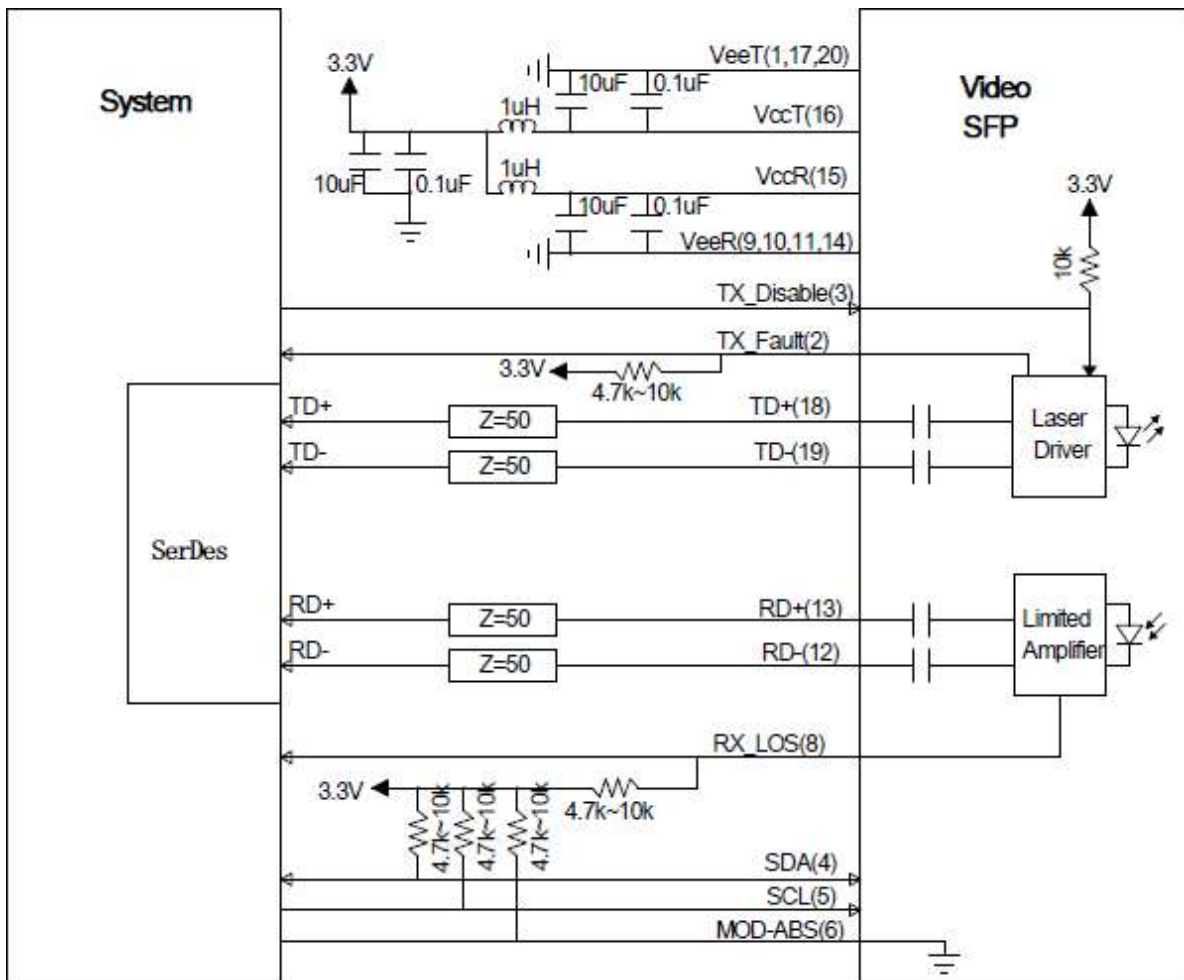 System
Video
SFP
3.3V
VeeT(1,17,20)
10uF
0.1uF
1uH
VccT(16)
10uF
0.1uF
1uH
VccR(15)
10uF
0.1uF
VeeR(9,10,11,14)
3.3V
10k
TX_Disable(3)
TX_Fault(2)
3.3V
4.7k~10k
TD+
Z=50
TD+(18)
TD-
Z=50
TD-(19)
Laser
Driver
SerDes
RD+
Z=50
RD+(13)
RD-
Z=50
RD-(12)
Limited
Amplifier
RX_LOS(8)
3.3V
4.7k~10k
4.7k~10k
4.7k~10k
4.7k~10k
SDA(4)
SCL(5)
MOD-ABS(6)